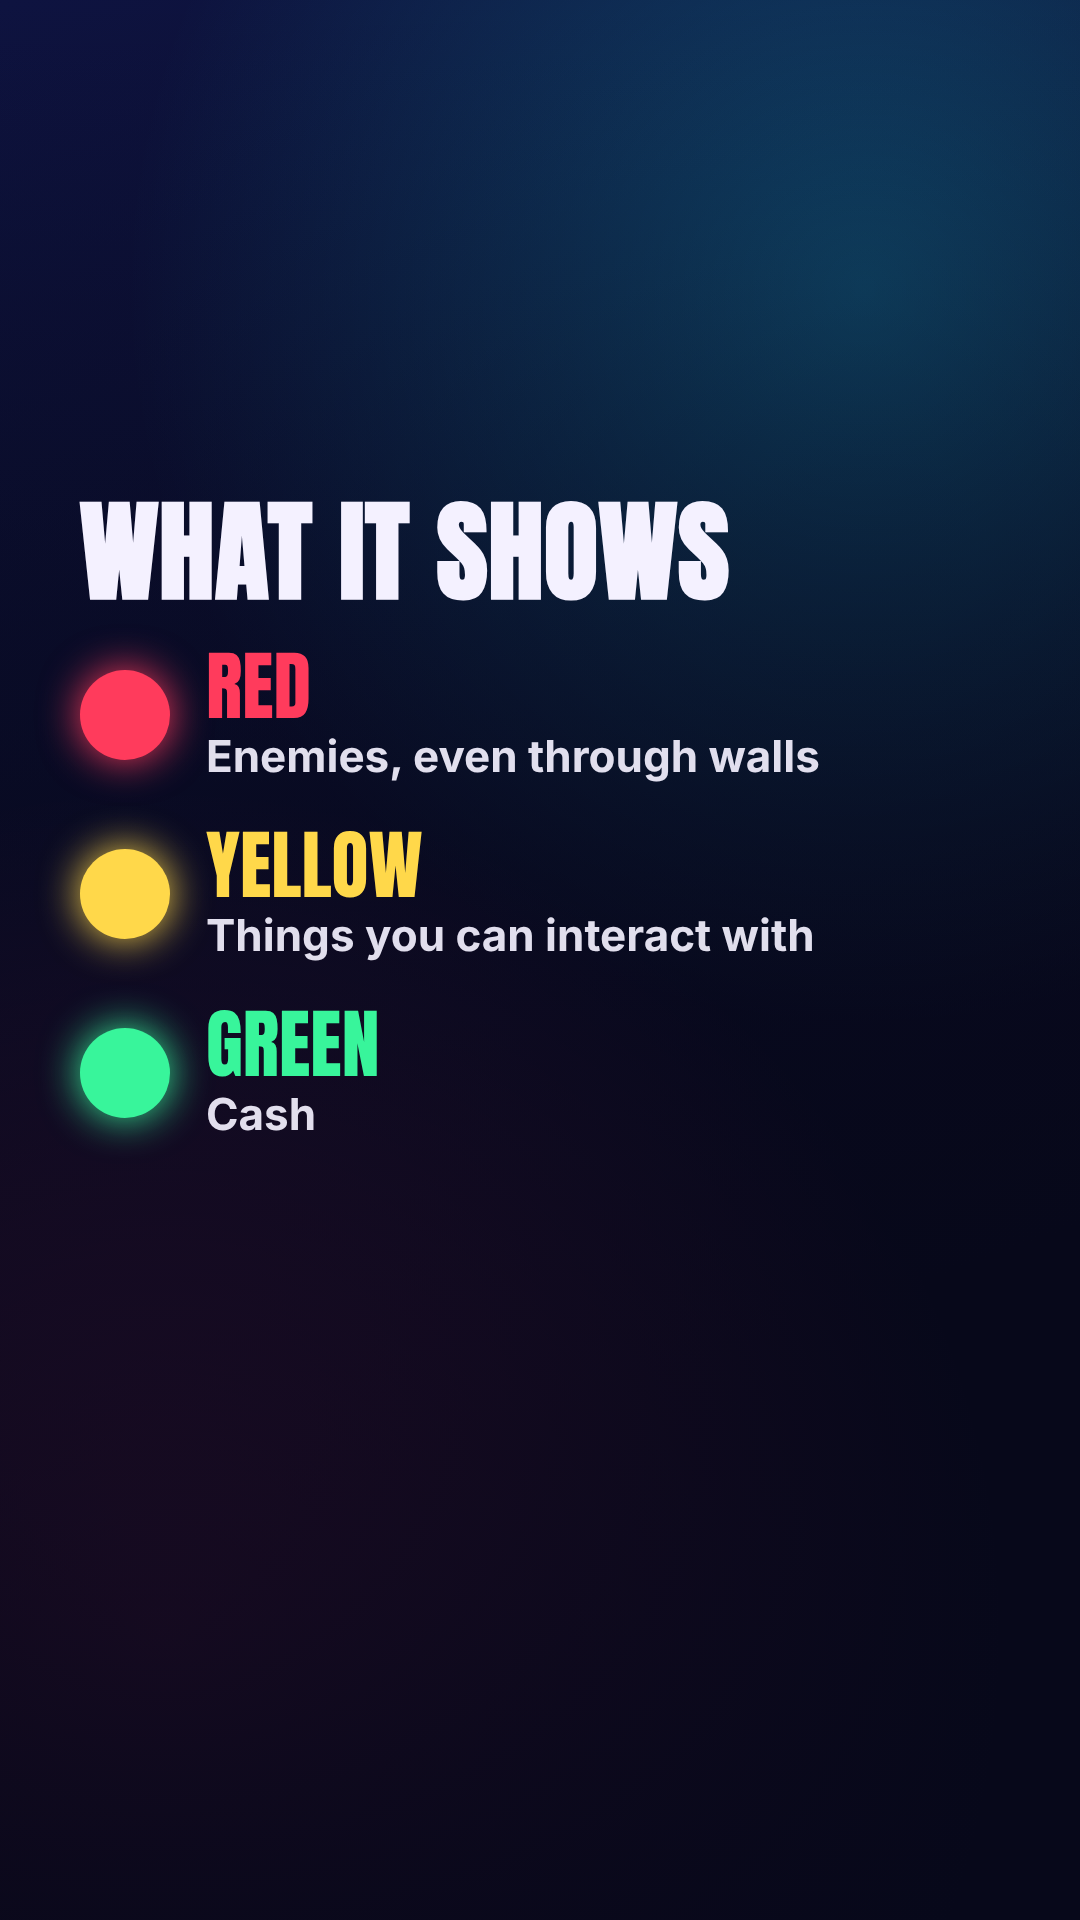 WHAT IT SHOWS
RED
Enemies, even through walls
YELLOW
Things you can interact with
GREEN
Cash